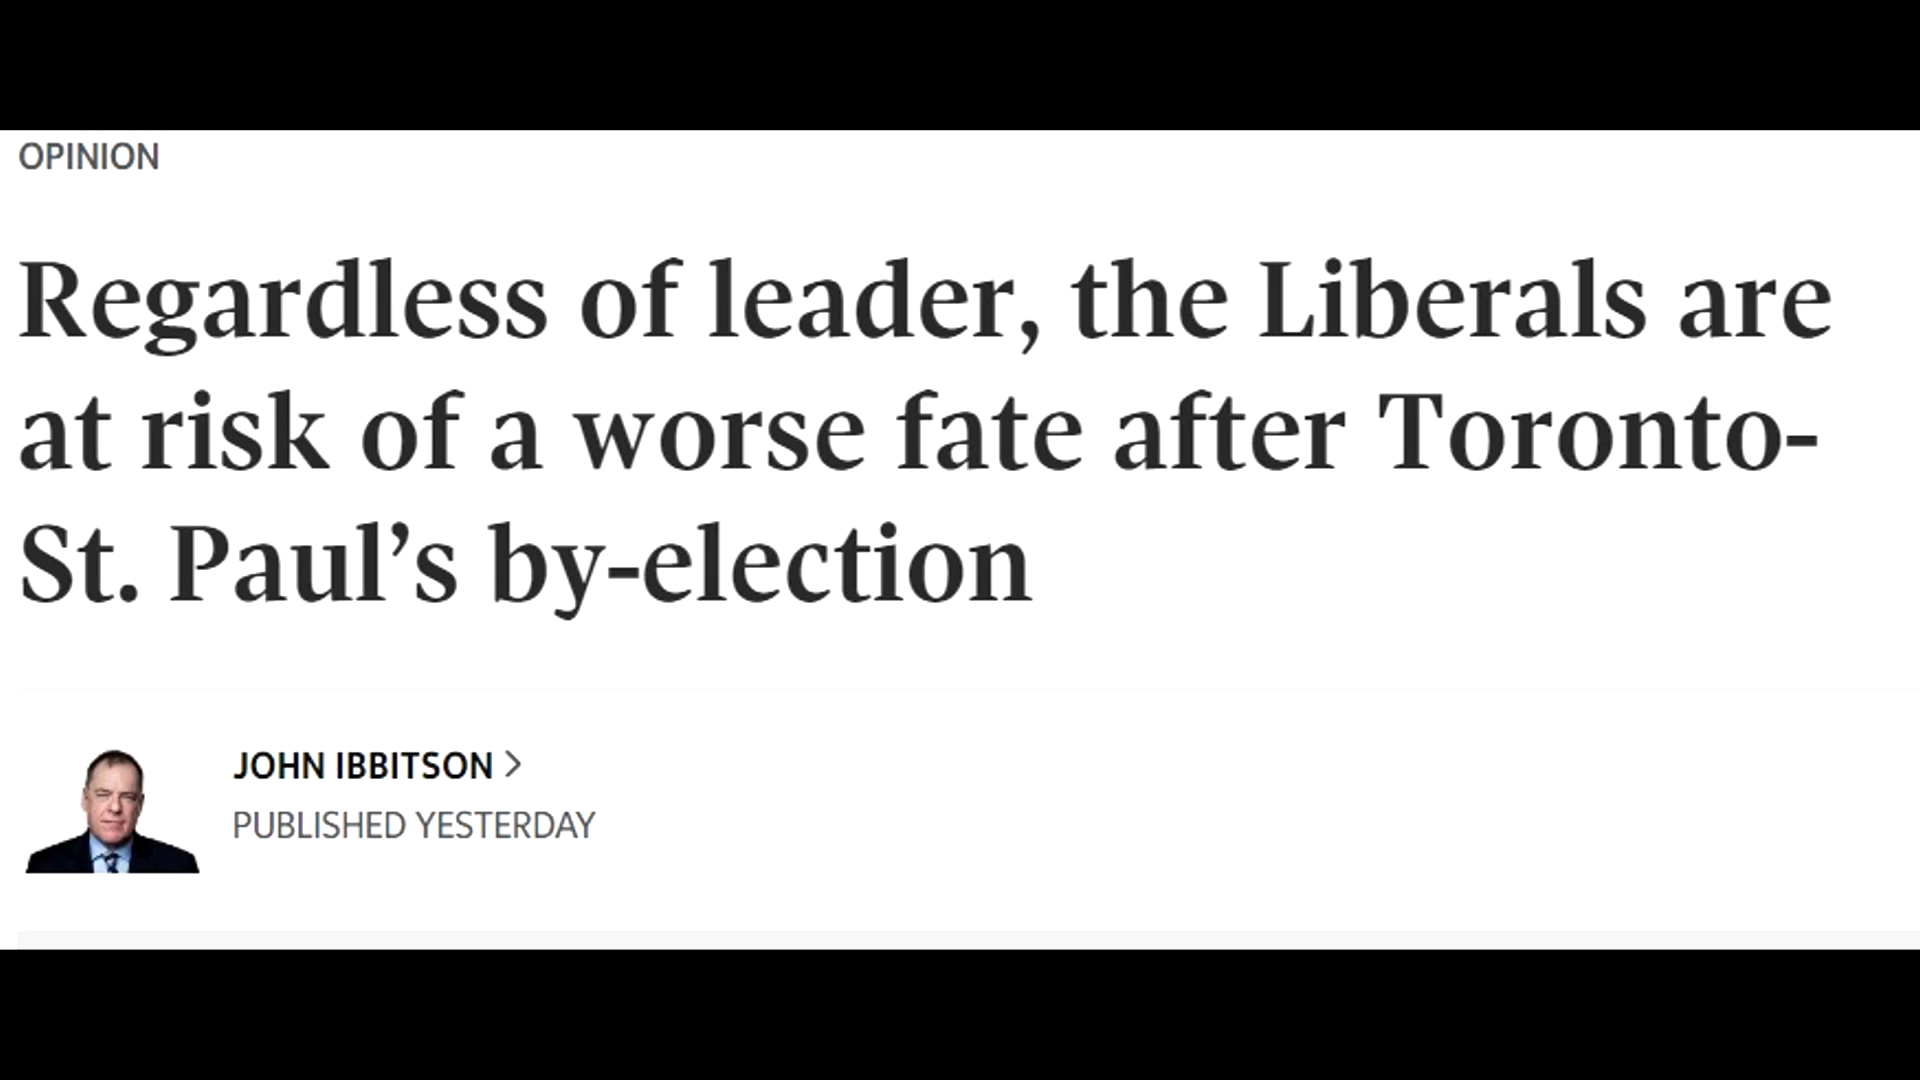 OPINION
Regardless of leader, the Liberals are
at risk of a worse fate after Toronto-
St. Paul’s by-election
JOHN IBBITSON >
PUBLISHED YESTERDAY